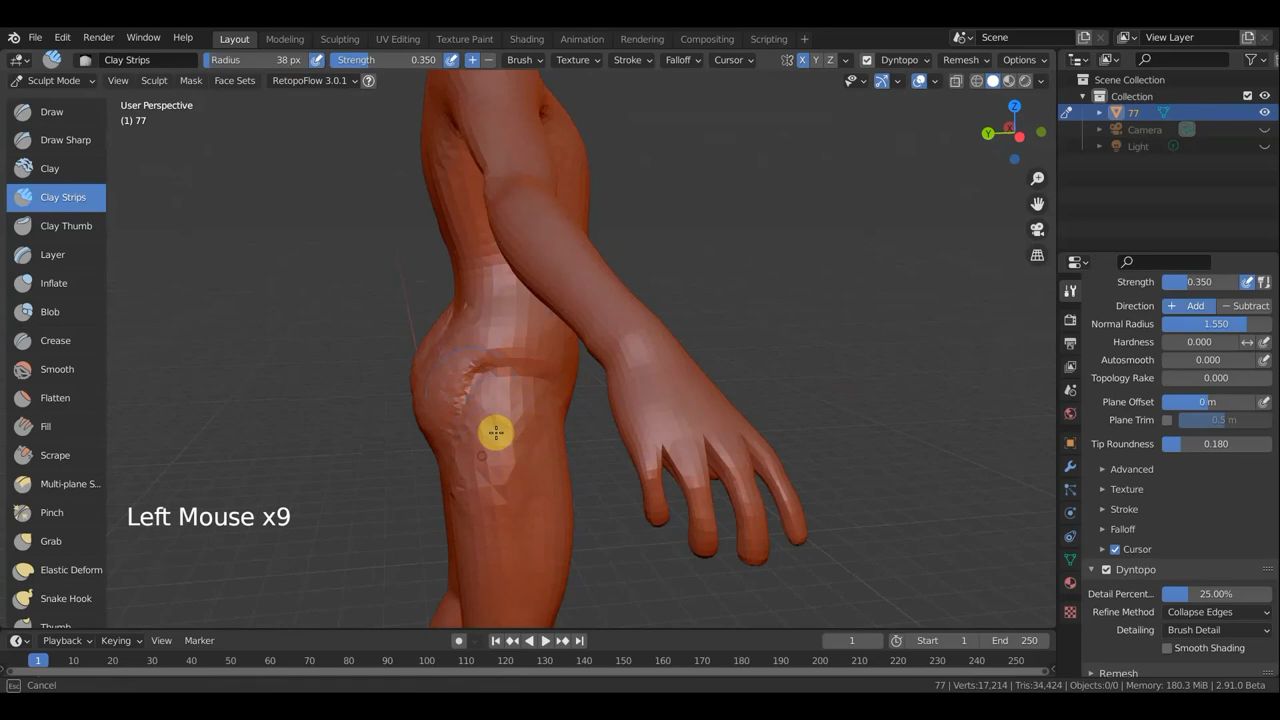 File Edit Render Window Help Layout Modeling Sculpting UV Editing Texture Paint Shading Animation Rendering Compositing Scripting + Scene View Layer
Clay Strips Radius 38 px Strength 0.350 + − Brush Texture Stroke Falloff Cursor X Y Z Dyntopo Remesh Options
Sculpt Mode View Sculpt Mask Face Sets RetopoFlow 3.0.1 ?
Scene Collection
Collection
77
Camera
Light
User Perspective
(1) 77
Z
Y
Draw
Draw Sharp
Clay
Clay Strips
Clay Thumb
Layer
Inflate
Blob
Crease
Smooth
Flatten
Fill
Scrape
Multi-plane S...
Pinch
Grab
Elastic Deform
Snake Hook
Thumb
Left Mouse x9
Strength 0.350
Direction + Add − Subtract
Normal Radius 1.550
Hardness 0.000
Autosmooth 0.000
Topology Rake 0.000
Plane Offset 0 m
Plane Trim 0.5 m
Tip Roundness 0.180
Advanced
Texture
Stroke
Falloff
Cursor
Dyntopo
Detail Percent... 25.00%
Refine Method Collapse Edges
Detailing Brush Detail
Smooth Shading
Remesh
Playback Keying View Marker 1 Start 1 End 250
1 10 20 30 40 50 60 70 80 90 100 110 120 130 140 150 160 170 180 190 200 210 220 230 240 250
Esc Cancel 77 | Verts:17,214 | Tris:34,424 | Objects:0/0 | Memory: 180.3 MiB | 2.91.0 Beta